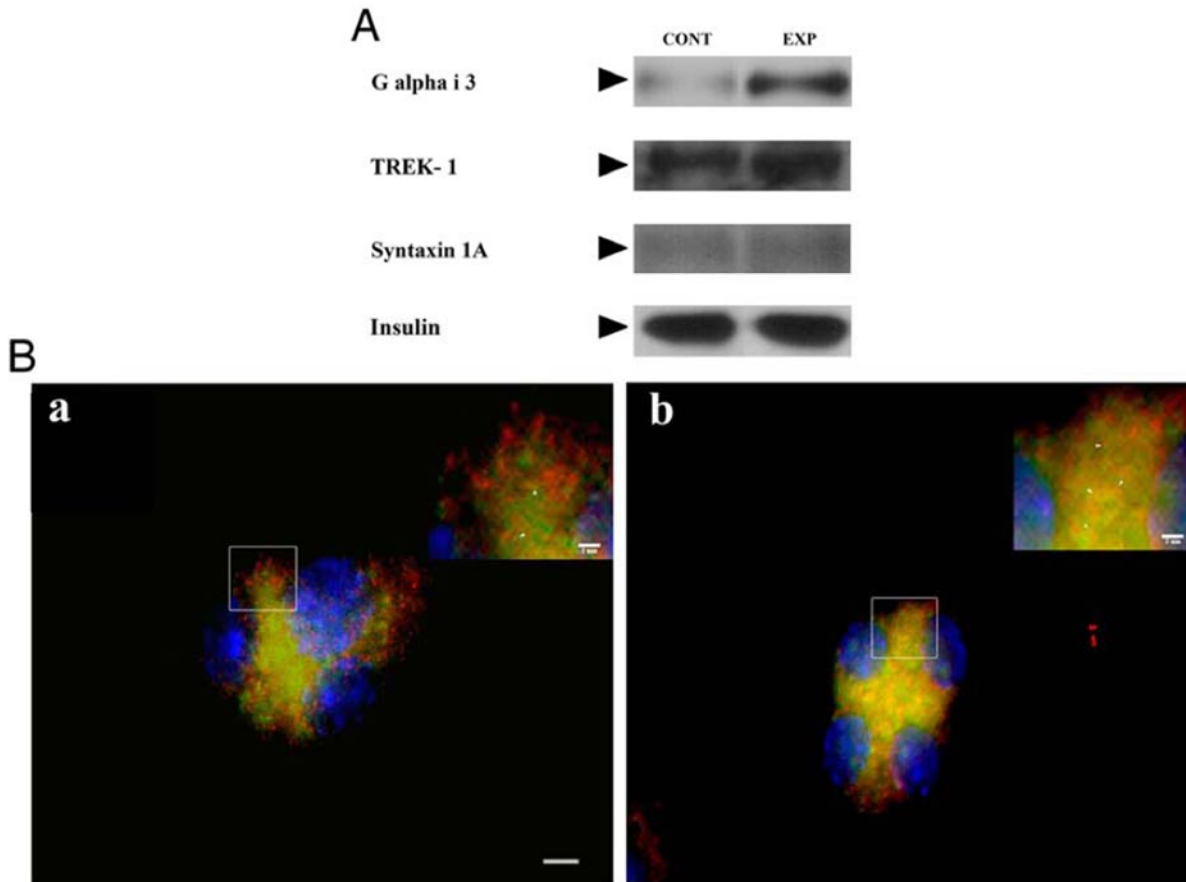 A
CONT EXP
G alpha i 3
TREK- 1
Syntaxin 1A
Insulin
B
a
b